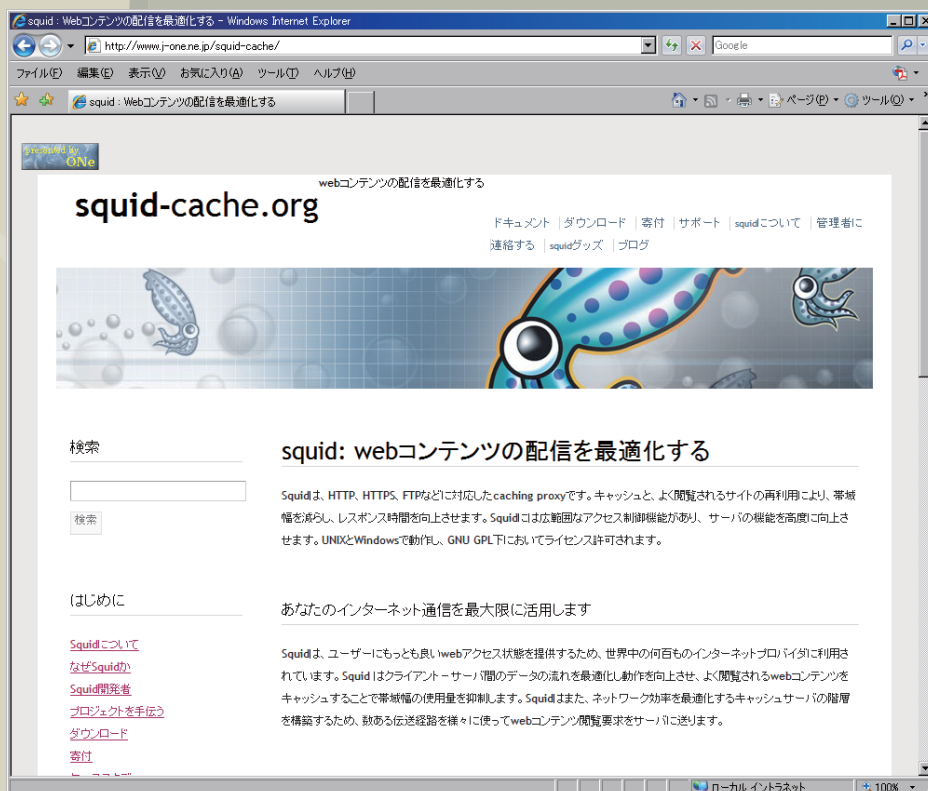 squid : Webコンテンツの配信を最適化する - Windows Internet Explorer
http://www.j-one.ne.jp/squid-cache/
Google
ファイル(F) 編集(E) 表示(V) お気に入り(A) ツール(T) ヘルプ(H)
squid : Webコンテンツの配信を最適化する
ページ(P) ツール(O)
presented by
ONe
webコンテンツの配信を最適化する
squid-cache.org
ドキュメント ダウンロード 寄付 サポート squidについて 管理者に
連絡する squidグッズ ブログ
検索
検索
squid: webコンテンツの配信を最適化する
Squidは、HTTP、HTTPS、FTPなどに対応したcaching proxyです。キャッシュと、よく閲覧されるサイトの再利用により、帯域
幅を減らし、レスポンス時間を向上させます。Squidには広範囲なアクセス制御機能があり、サーバの機能を高度に向上さ
せます。UNIXとWindowsで動作し、GNU GPL下においてライセンス許可されます。
はじめに
Squidについて
なぜSquidか
Squid開発者
プロジェクトを手伝う
ダウンロード
寄付
あなたのインターネット通信を最大限に活用します
Squidは、ユーザーにもっとも良いwebアクセス状態を提供するため、世界中の何百ものインターネットプロバイダに利用さ
れています。Squid はクライアント－サーバ間のデータの流れを最適化し動作を向上させ、よく閲覧されるwebコンテンツを
キャッシュすることで帯域幅の使用量を抑制します。Squidはまた、ネットワーク効率を最適化するキャッシュサーバの階層
を構築するため、数ある伝送経路を様々に使ってwebコンテンツ閲覧要求をサーバに送ります。
ローカル イントラネット
100%